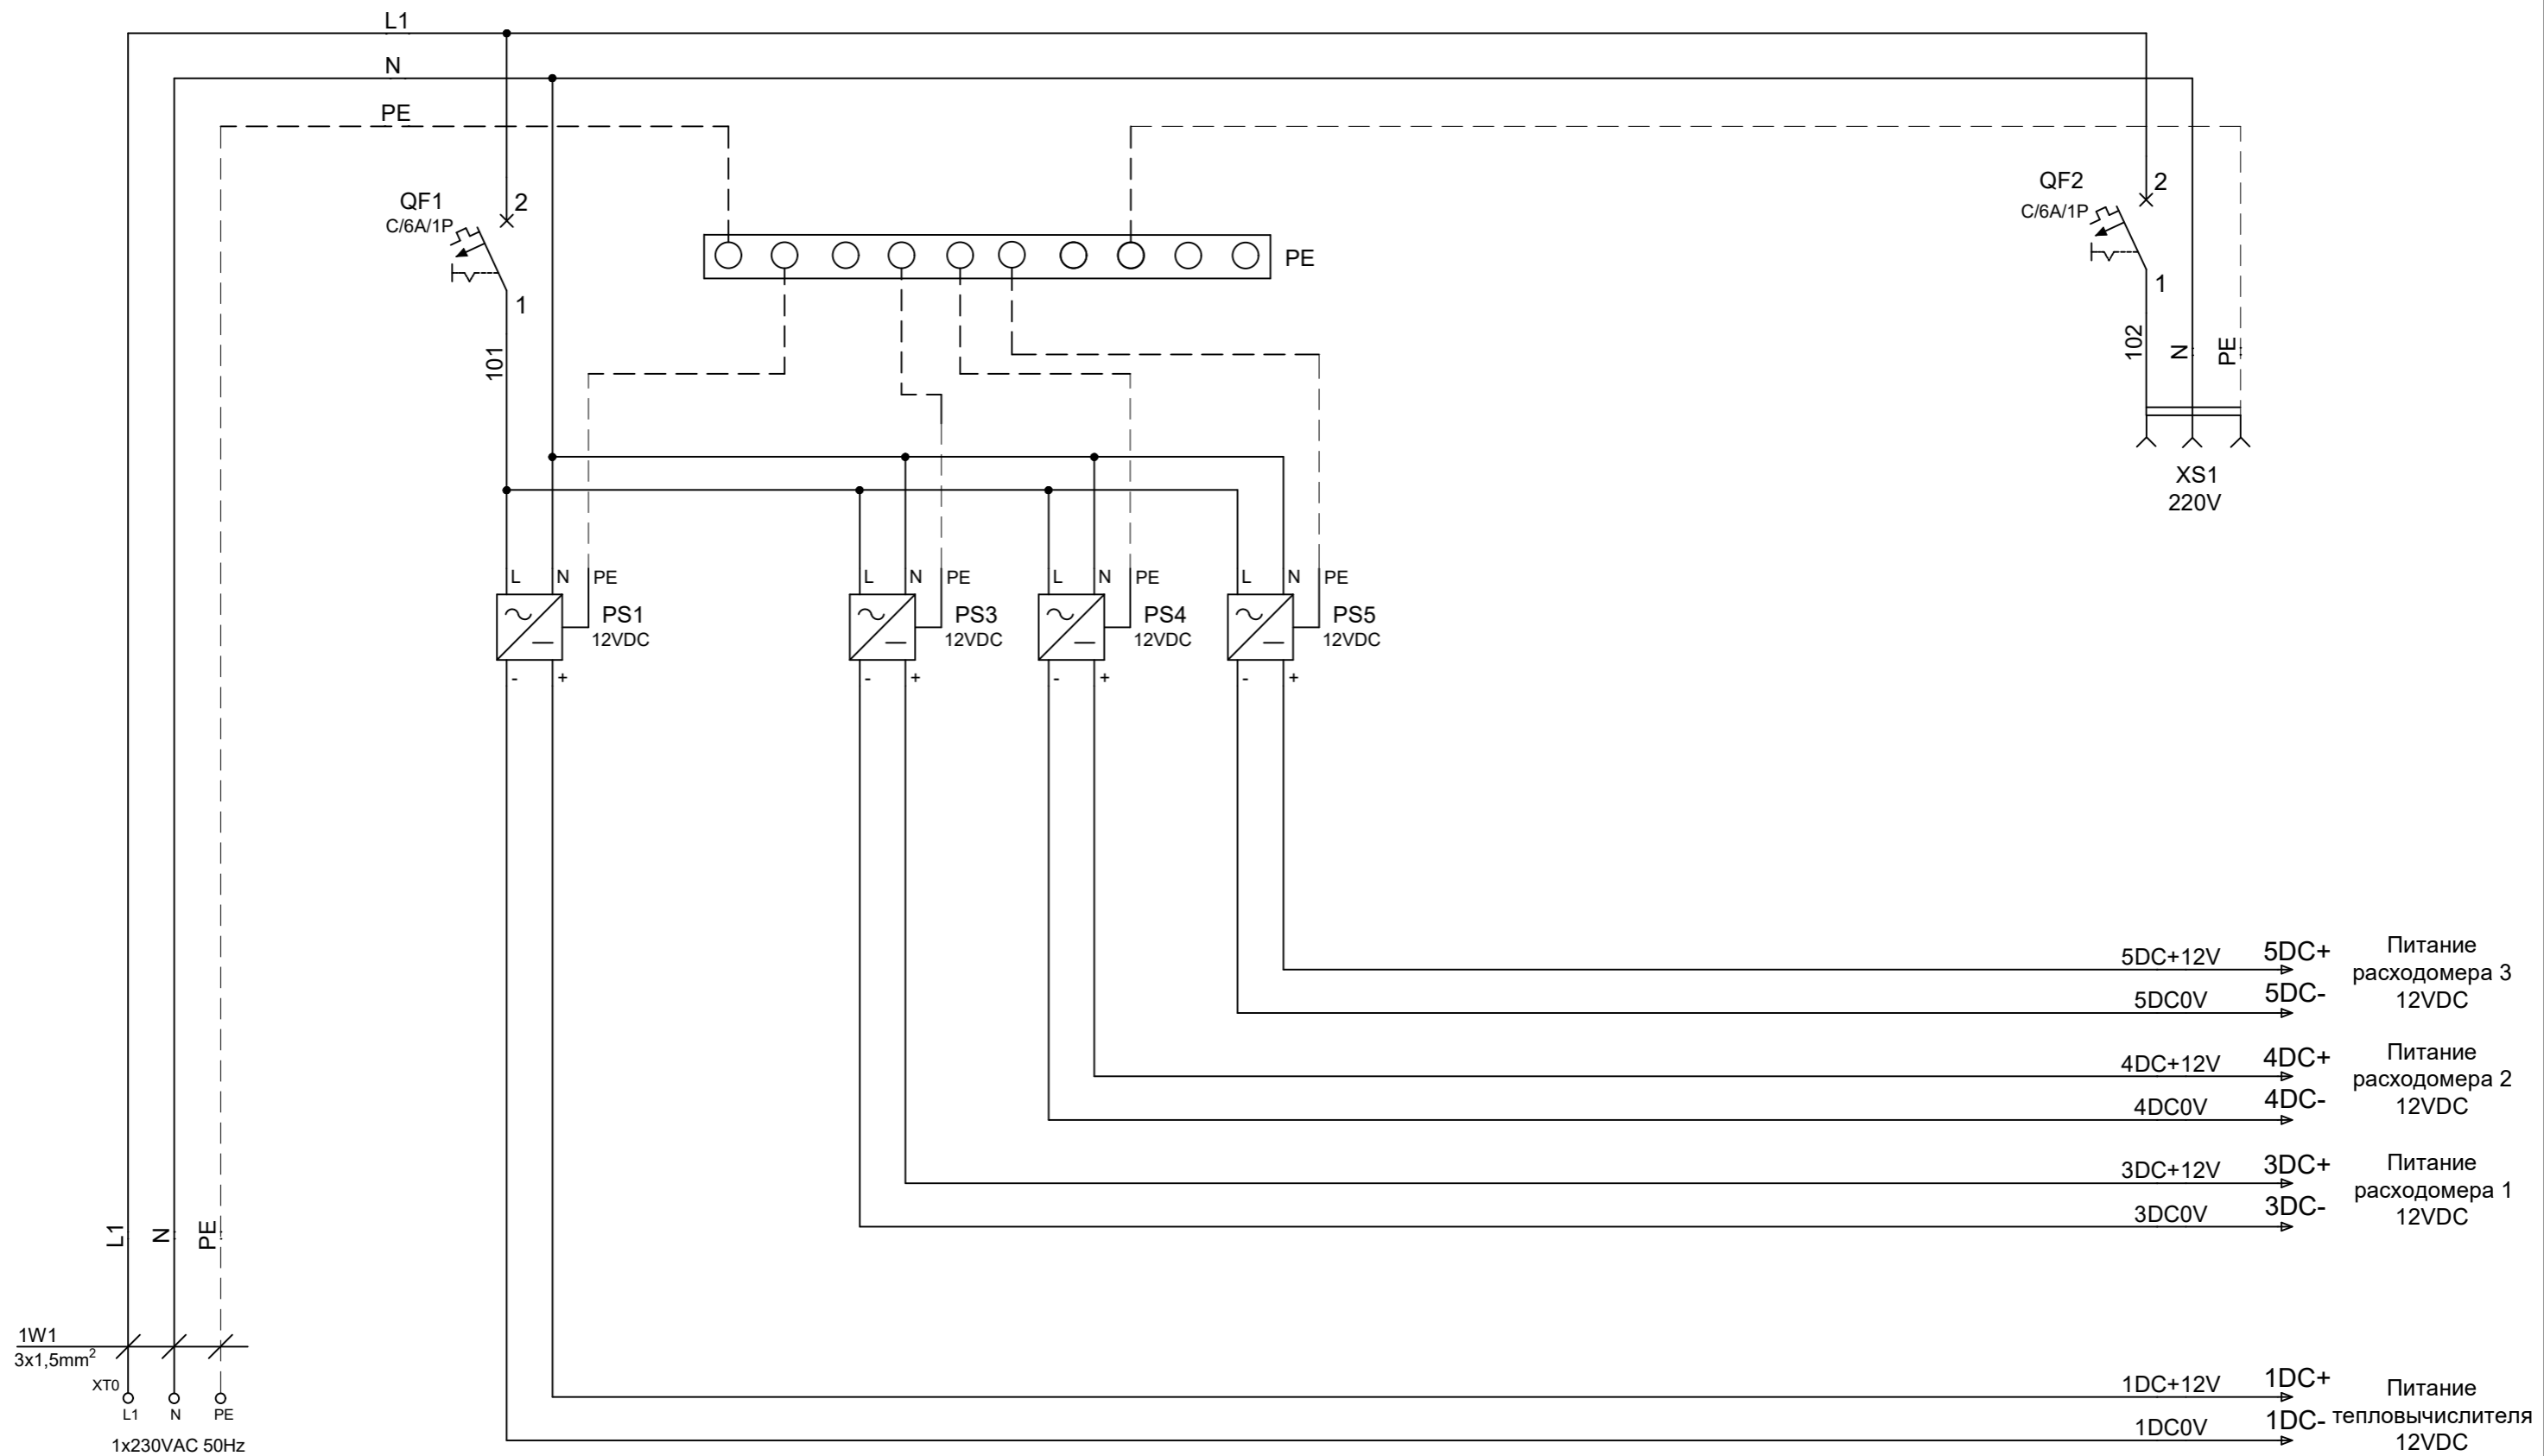 L1
N
PE
QF1
C/6A/1P
2
1
101
PE
QF2
C/6A/1P
2
1
102
N
PE
XS1
220V
L
N
PE
PS1
12VDC
-
+
L
N
PE
PS3
12VDC
-
+
L
N
PE
PS4
12VDC
-
+
L
N
PE
PS5
12VDC
-
+
5DC+12V
5DC+
5DC0V
5DC-
Питание
расходомера 3
12VDC
4DC+12V
4DC+
4DC0V
4DC-
Питание
расходомера 2
12VDC
3DC+12V
3DC+
3DC0V
3DC-
Питание
расходомера 1
12VDC
L1
N
PE
1W1
3x1,5mm²
XT0
L1
N
PE
1x230VAC 50Hz
1DC+12V
1DC+
1DC0V
1DC-
Питание
тепловычислителя
12VDC